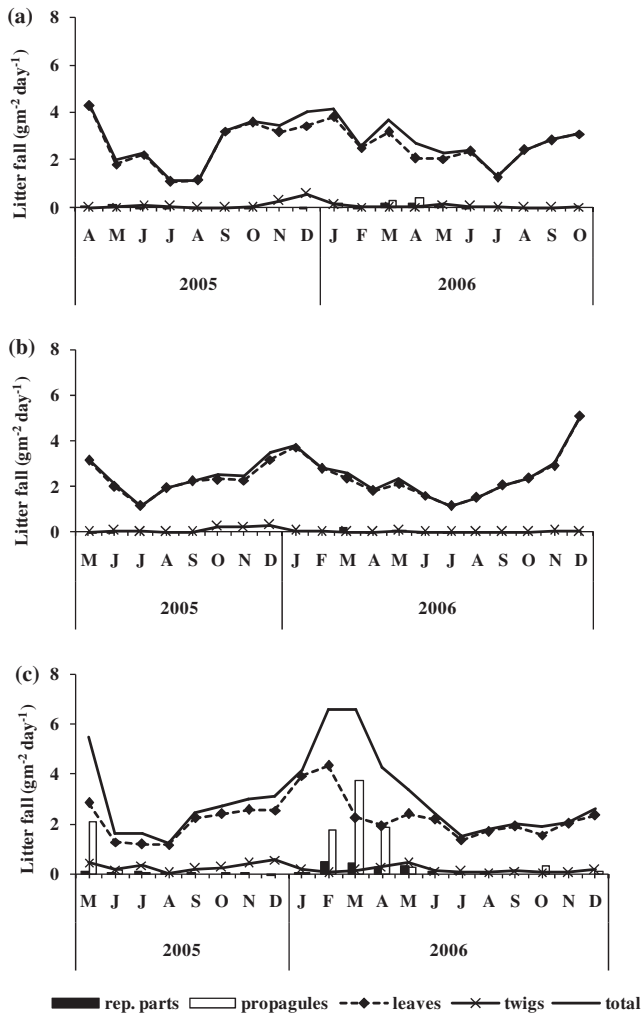 (a)
8
6
4
2
0
Litter fall (gm-2 day-1)
A M J J A S O N D J F M A M J J A S O
2005 2006
(b)
8
6
4
2
0
Litter fall (gm-2 day-1)
M J J A S O N D J F M A M J J A S O N D
2005 2006
(c)
8
6
4
2
0
Litter fall (gm-2 day-1)
M J J A S O N D J F M A M J J A S O N D
2005 2006
rep. parts propagules leaves twigs total